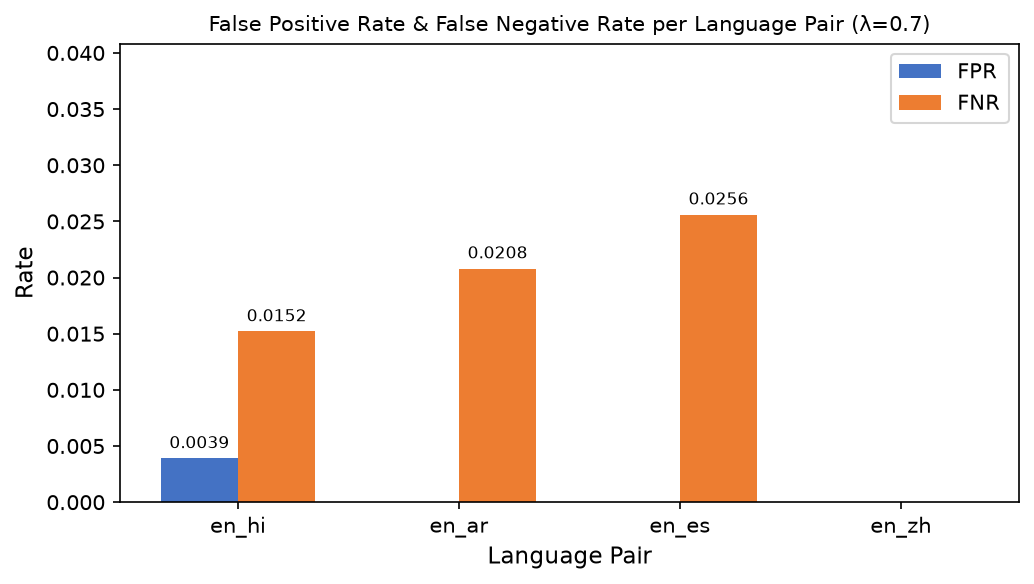 False Positive Rate & False Negative Rate per Language Pair (λ=0.7)
0.040
0.035
0.030
0.025
0.020
0.015
0.010
0.005
0.000
Rate
FPR
FNR
0.0039
0.0152
0.0208
0.0256
en_hi
en_ar
en_es
en_zh
Language Pair